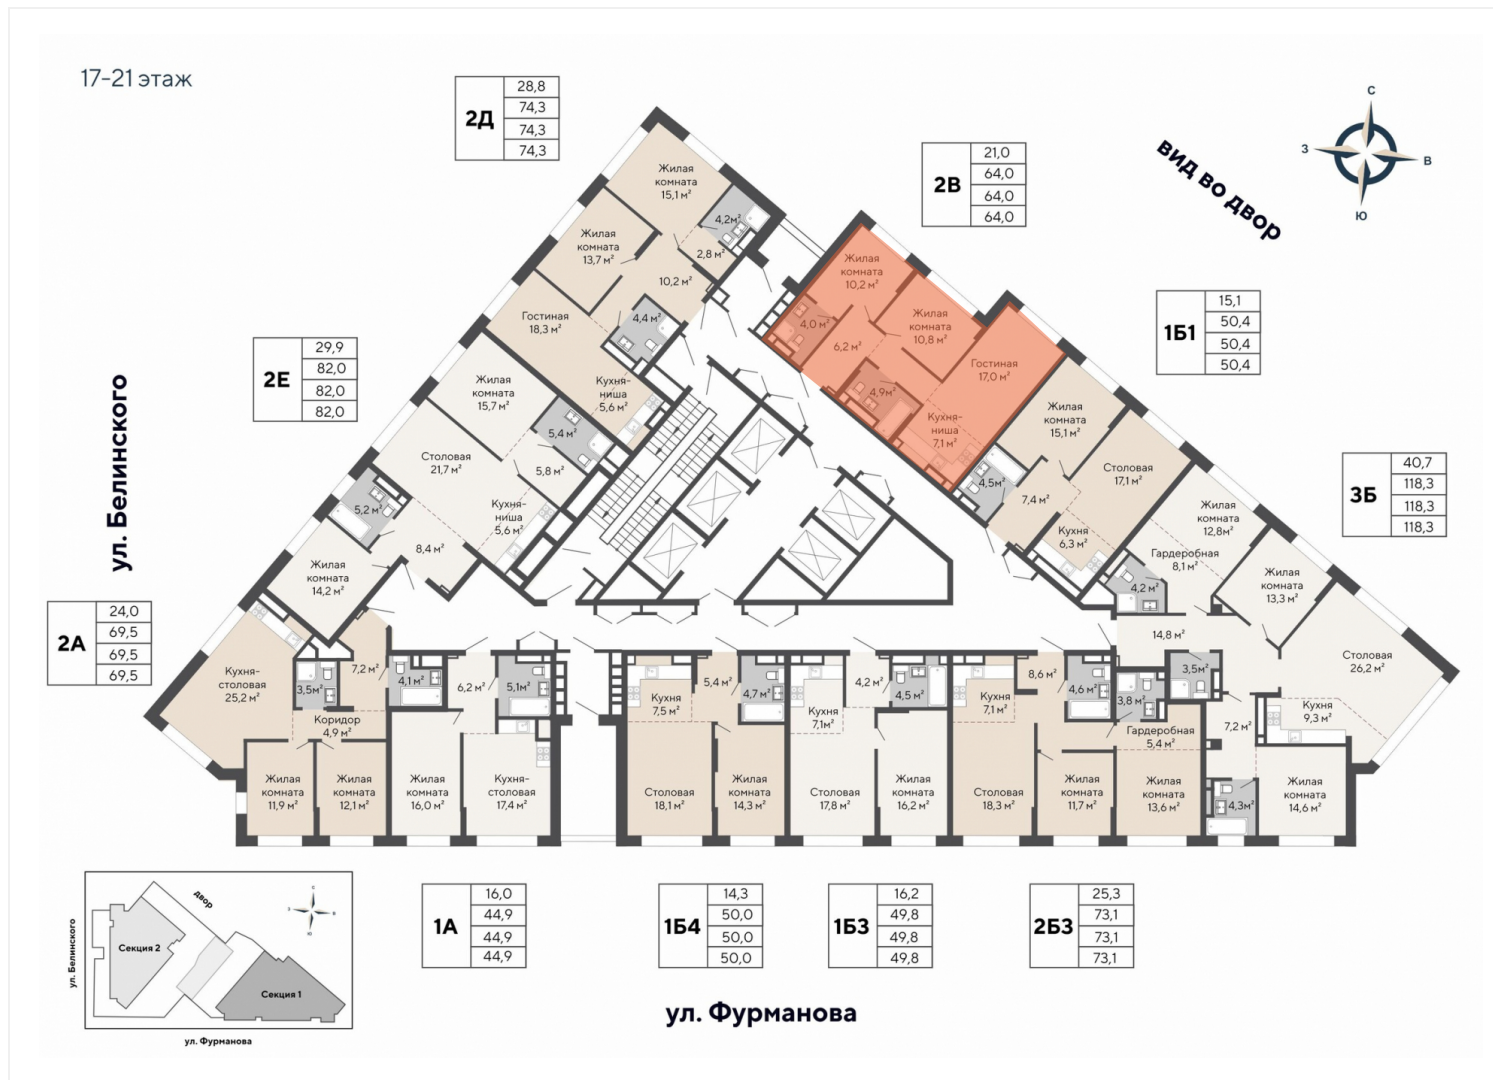 17-21 этаж
2Д
28,8
74,3
74,3
74,3
2В
21,0
64,0
64,0
64,0
С
З
В
Ю
вид во двор
1Б1
15,1
50,4
50,4
50,4
2Е
29,9
82,0
82,0
82,0
3Б
40,7
118,3
118,3
118,3
ул. Белинского
2А
24,0
69,5
69,5
69,5
Жилая
комната
15,1 м²
4,2м²
2,8 м²
Жилая
комната
13,7 м²
10,2 м²
Гостиная
18,3 м²
4,4 м²
Кухня-
ниша
5,6 м²
Жилая
комната
15,7 м²
5,4 м²
5,8 м²
Столовая
21,7 м²
Кухня-
ниша
5,6 м²
5,2 м²
8,4 м²
Жилая
комната
14,2 м²
Жилая
комната
10,2 м²
4,0 м²
6,2 м²
Жилая
комната
10,8 м²
Гостиная
17,0 м²
4,9м²
Кухня-
ниша
7,1 м²
Жилая
комната
15,1 м²
Столовая
17,1 м²
4,5м²
7,4 м²
Кухня
6,3 м²
Жилая
комната
12,8м²
Гардеробная
8,1 м²
4,2 м²
Жилая
комната
13,3 м²
14,8 м²
Столовая
26,2 м²
3,5м²
Кухня
9,3 м²
7,2 м²
4,3м²
Жилая
комната
14,6 м²
Кухня-
столовая
25,2 м²
3,5м²
7,2 м²
Коридор
4,9 м²
Жилая
комната
11,9 м²
Жилая
комната
12,1 м²
4,1 м²
6,2 м²
5,1м²
Жилая
комната
16,0 м²
Кухня-
столовая
17,4 м²
Кухня
7,5 м²
5,4 м²
4,7 м²
Столовая
18,1 м²
Жилая
комната
14,3 м²
Кухня
7,1м²
4,2 м²
4,5 м²
Столовая
17,8 м²
Жилая
комната
16,2 м²
Кухня
7,1 м²
8,6 м²
4,6 м²
3,8 м²
Гардеробная
5,4 м²
Столовая
18,3 м²
Жилая
комната
11,7 м²
Жилая
комната
13,6 м²
1А
16,0
44,9
44,9
44,9
1Б4
14,3
50,0
50,0
50,0
1Б3
16,2
49,8
49,8
49,8
2Б3
25,3
73,1
73,1
73,1
ул. Фурманова
двор
с
з
в
ю
ул. Белинского
Секция 2
Секция 1
ул. Фурманова